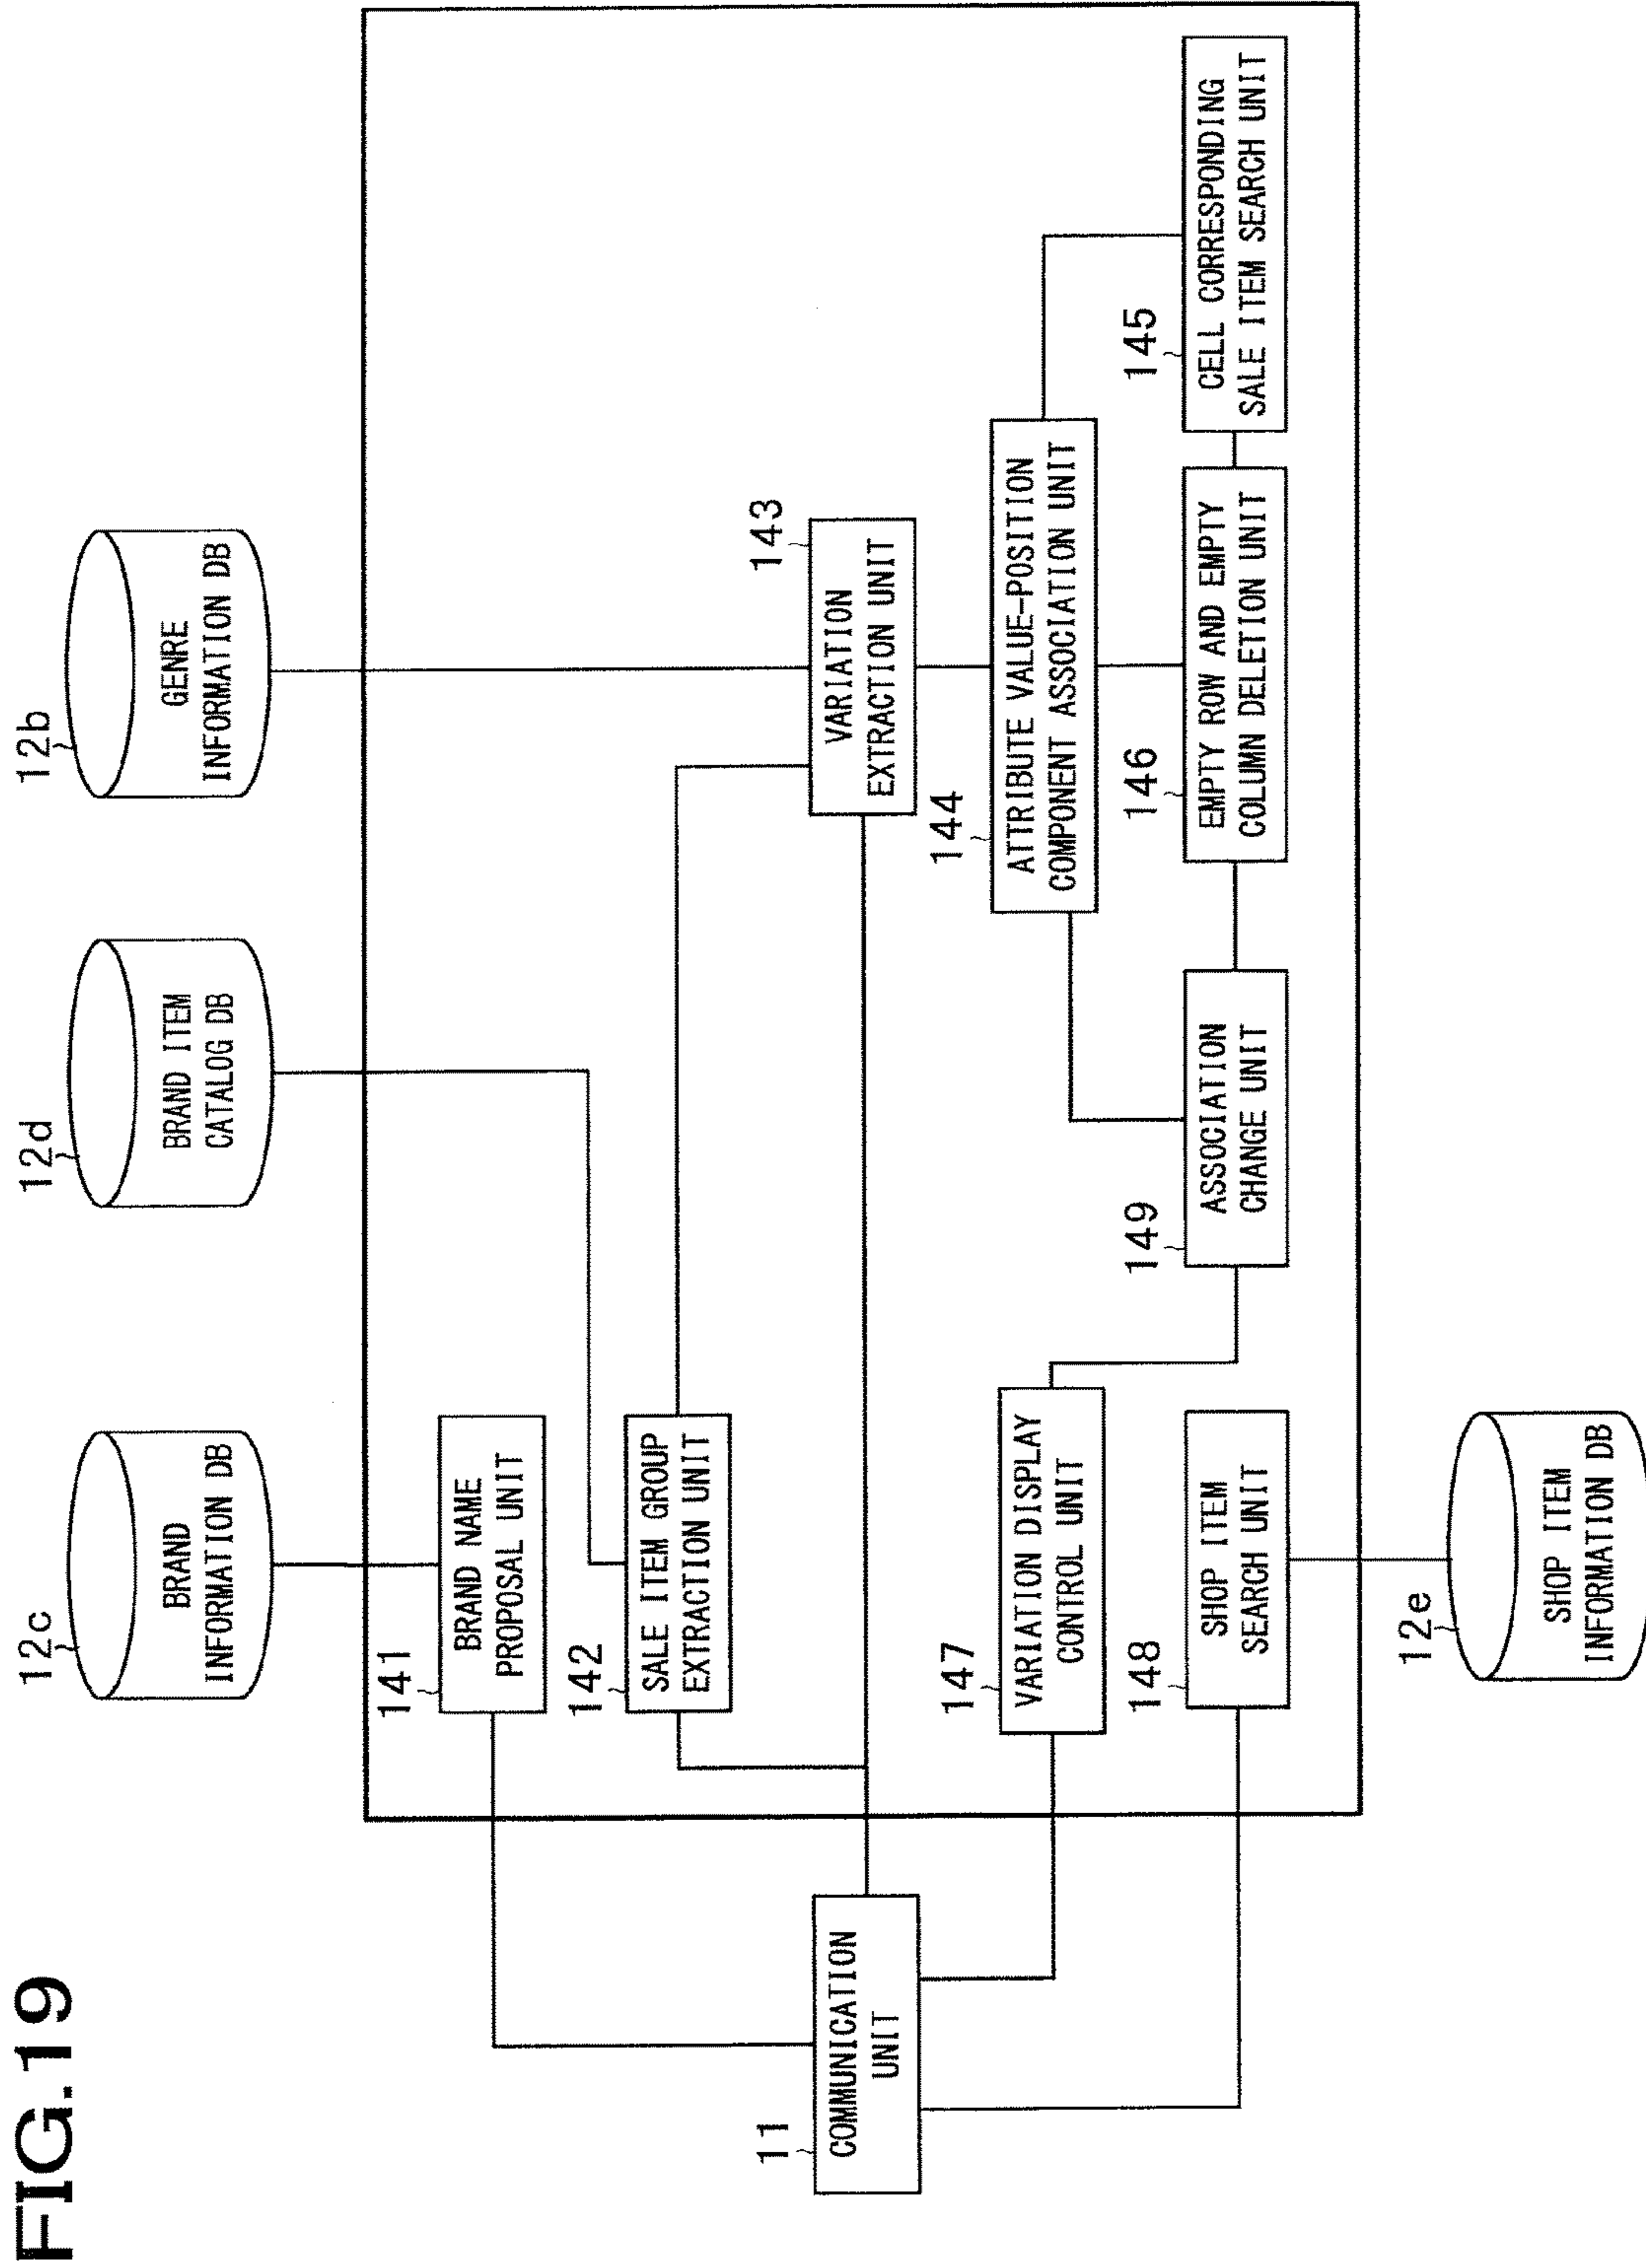 FIG.19
12c
BRAND
INFORMATION DB
12d
BRAND ITEM
CATALOG DB
12b
GENRE
INFORMATION DB
141
BRAND NAME
PROPOSAL UNIT
142
SALE ITEM GROUP
EXTRACTION UNIT
143
VARIATION
EXTRACTION UNIT
11
COMMUNICATION
UNIT
144
ATTRIBUTE VALUE-POSITION
COMPONENT ASSOCIATION UNIT
147
VARIATION DISPLAY
CONTROL UNIT
148
SHOP ITEM
SEARCH UNIT
149
ASSOCIATION
CHANGE UNIT
146
EMPTY ROW AND EMPTY
COLUMN DELETION UNIT
145
CELL CORRESPONDING
SALE ITEM SEARCH UNIT
12e
SHOP ITEM
INFORMATION DB